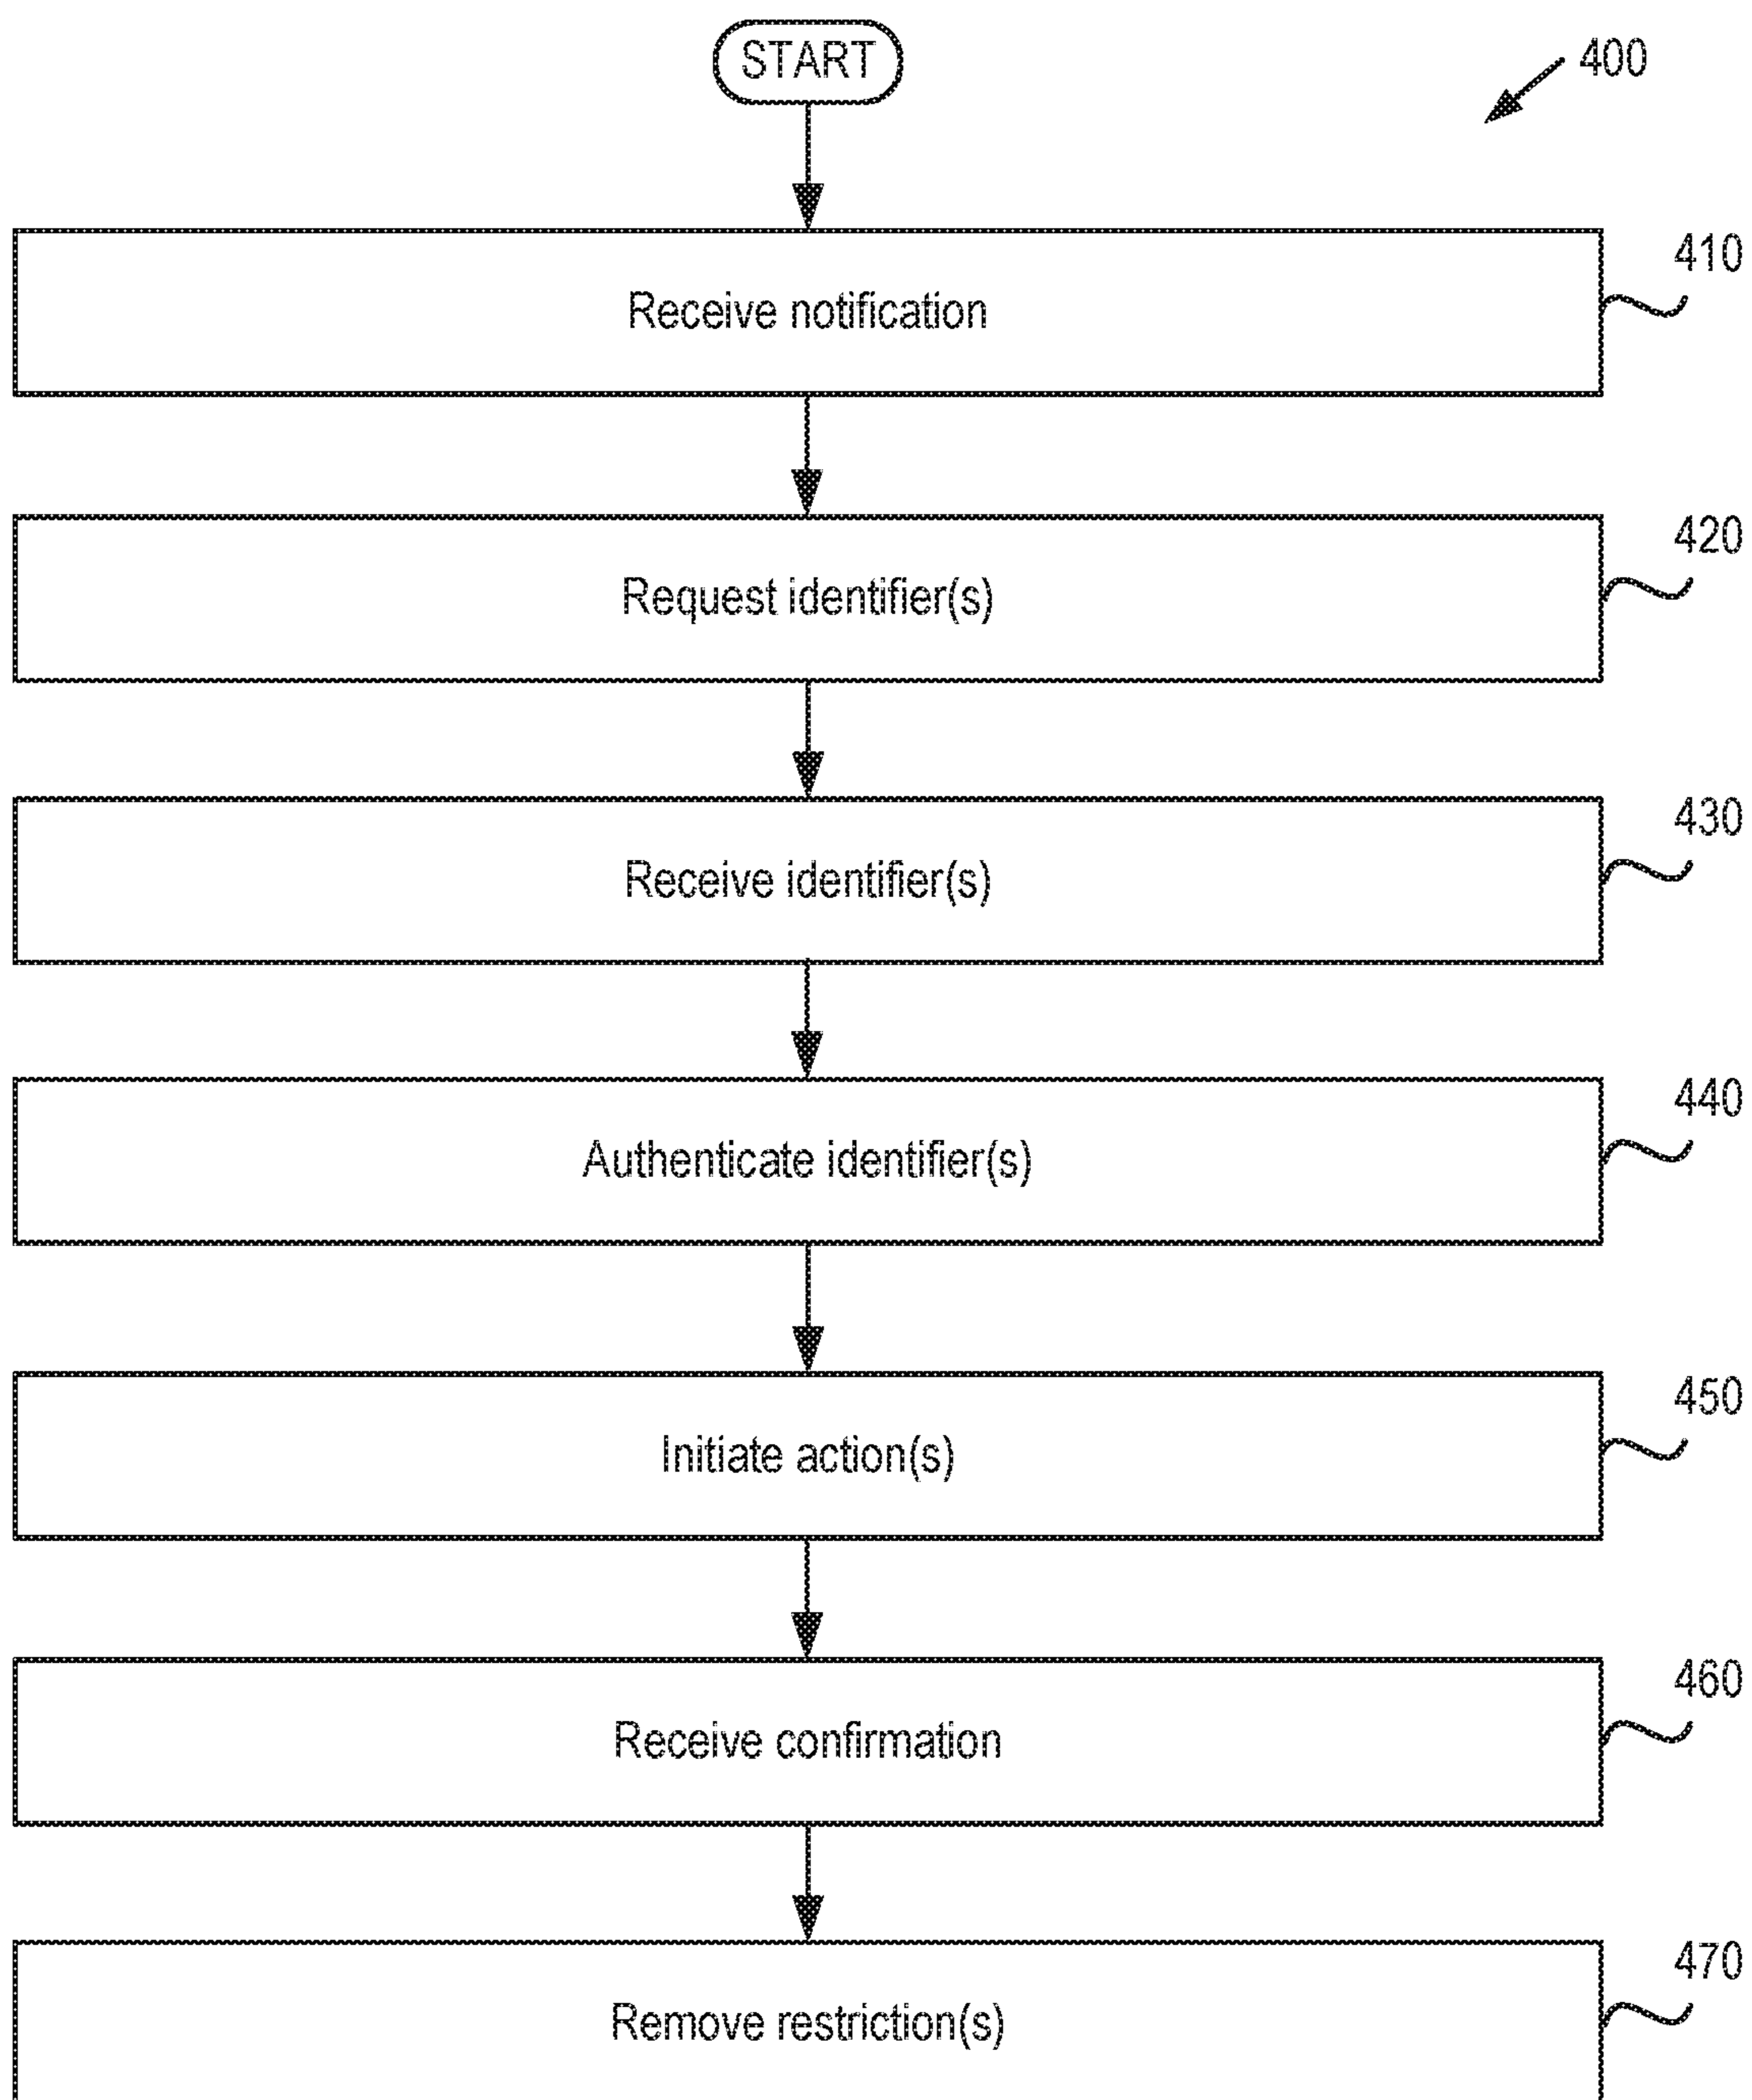 START
400
410
Receive notification
420
Request identifier(s)
430
Receive identifier(s)
440
Authenticate identifier(s)
450
Initiate action(s)
460
Receive confirmation
470
Remove restriction(s)